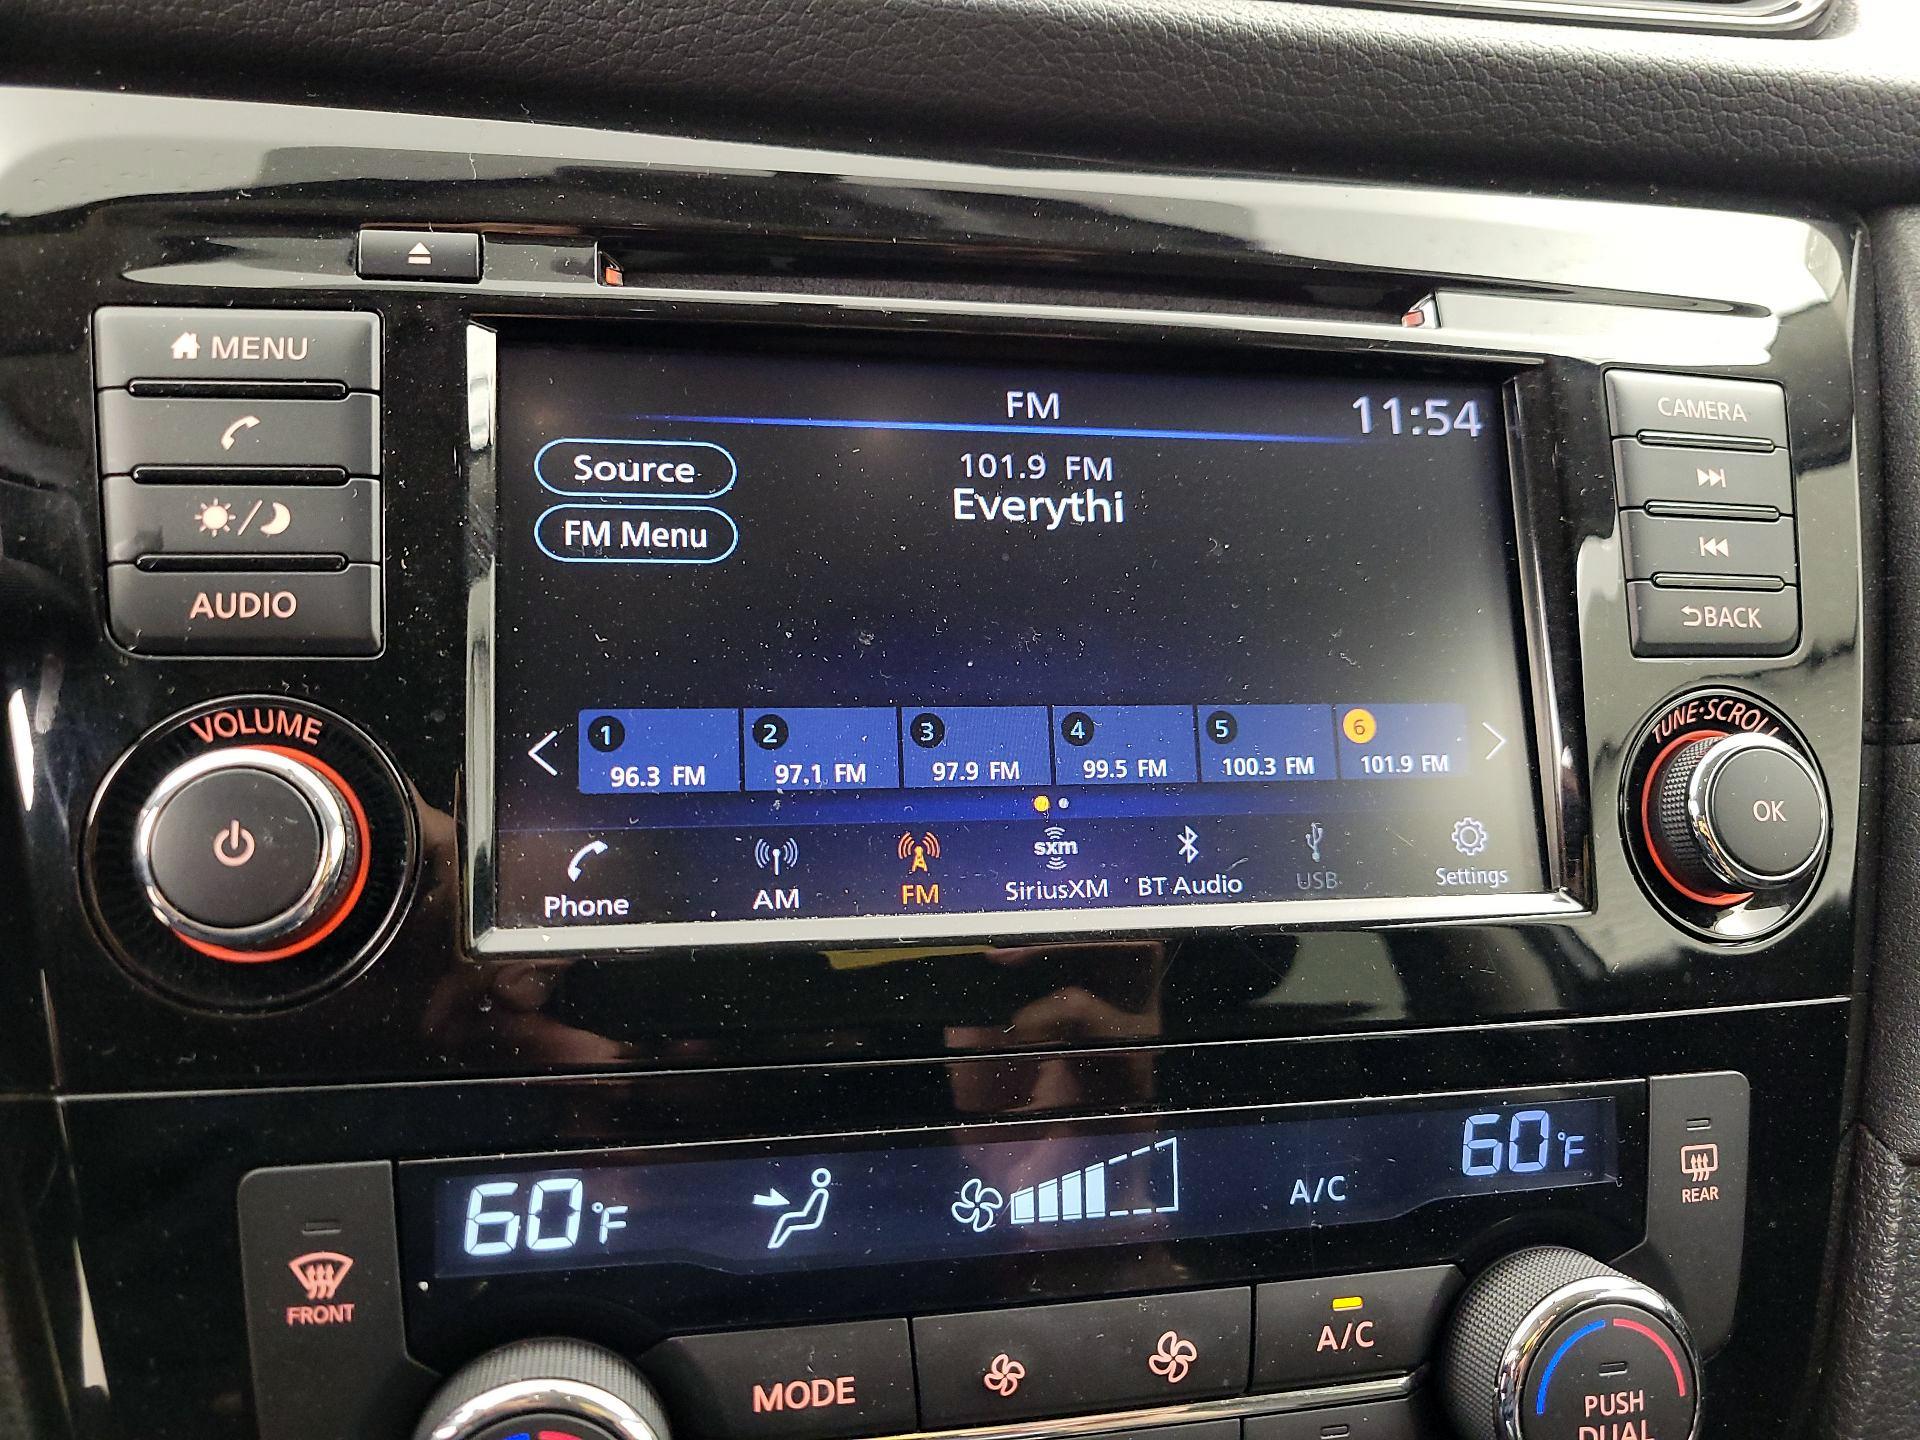 MENU
AUDIO
VOLUME
FM
11:54
Source
FM Menu
101.9 FM
Everythi
1
96.3 FM
2
97.1 FM
3
97.9 FM
4
99.5 FM
5
100.3 FM
6
101.9 FM
Phone
AM
FM
sxm
SiriusXM
BT Audio
USB
Settings
CAMERA
BACK
TUNE·SCROLL
OK
60°F
A/C
60°F
FRONT
REAR
MODE
A/C
PUSH
DUAL